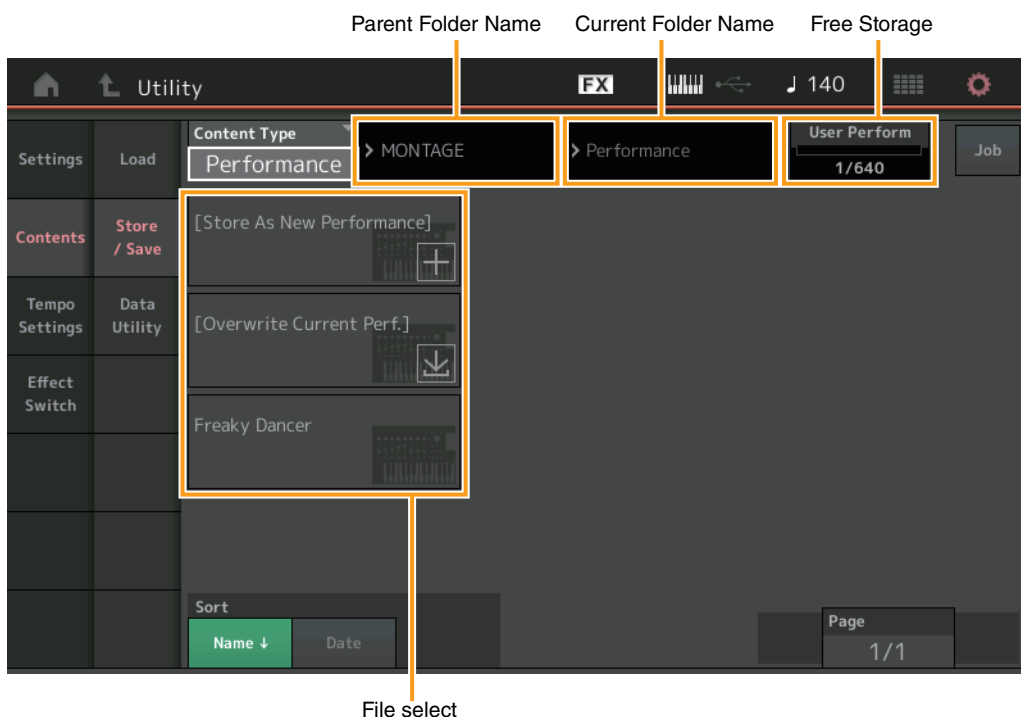 Parent Folder Name Current Folder Name Free Storage
Utility FX 140
Settings Load Content Type Performance > MONTAGE > Performance User Perform 1/640 Job
Contents Store / Save
[Store As New Performance]
Tempo Settings Data Utility
[Overwrite Current Perf.]
Effect Switch
Freaky Dancer
Sort
Name ↓ Date
Page
1/1
File select